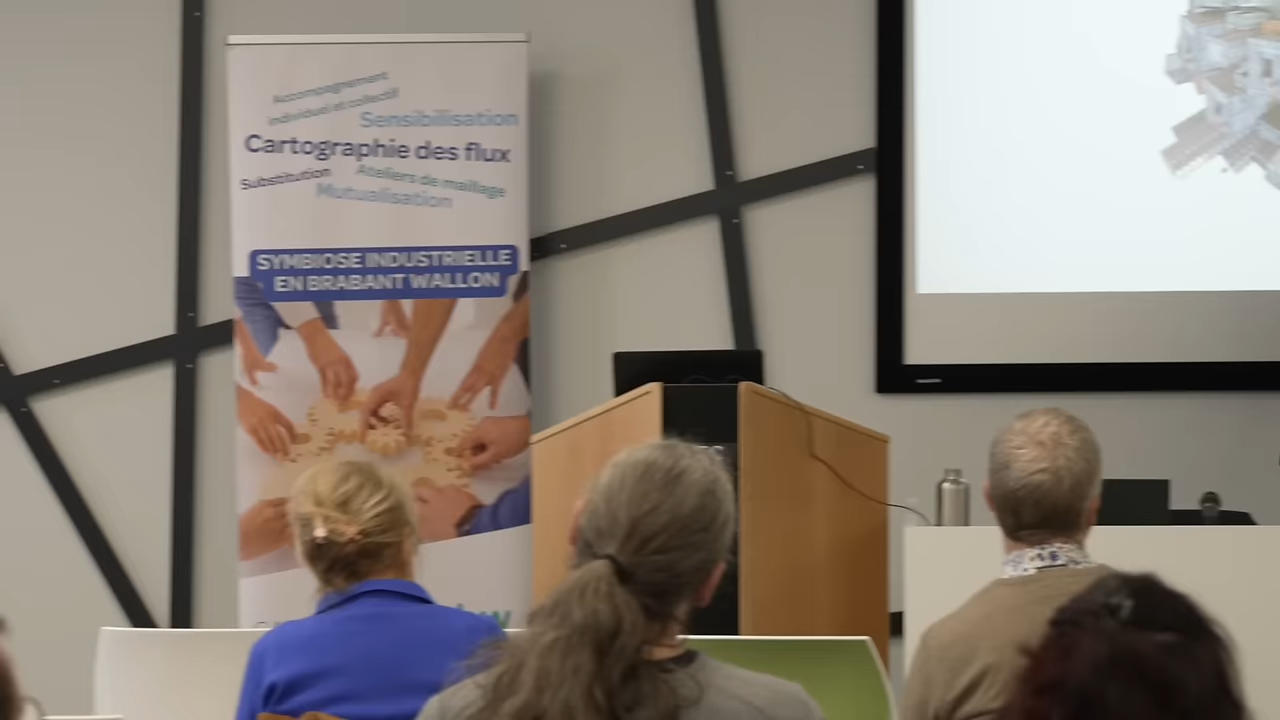 Accompagnement
individuel et collectif
Sensibilisation
Cartographie des flux
Substitution
Ateliers de maillage
Mutualisation
SYMBIOSE INDUSTRIELLE
EN BRABANT WALLON